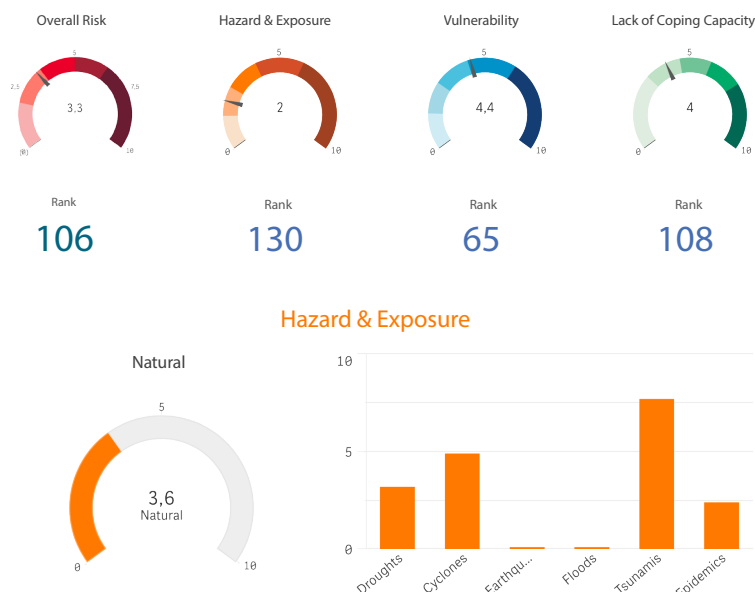 Overall Risk
Hazard & Exposure
Vulnerability
Lack of Coping Capacity
5
5
5
5
2,5
7,5
3,3
2
4,4
4
10
0
10
0
10
0
10
Rank
Rank
Rank
Rank
106
130
65
108
Hazard & Exposure
Natural
5
3,6
Natural
0
10
10
5
0
Droughts
Cyclones
Earthqu...
Floods
Tsunamis
Epidemics